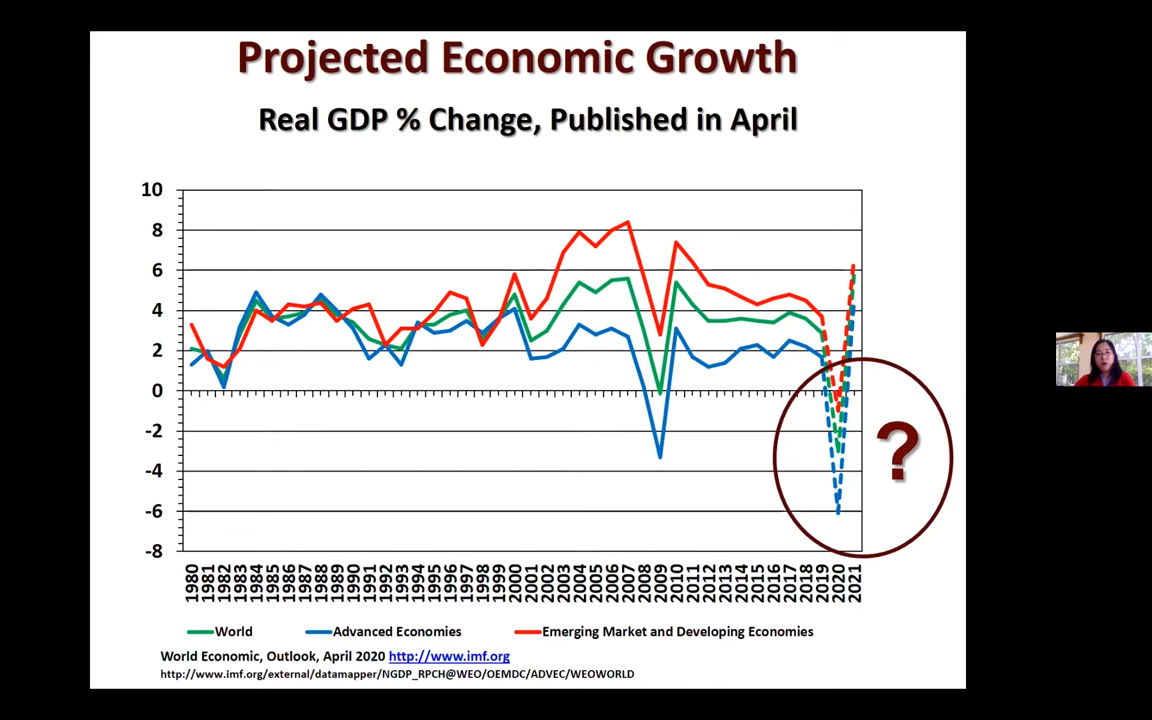 Projected Economic Growth
Real GDP % Change, Published in April
10
8
6
4
2
0
-2
-4
-6
-8
?
1980 1981 1982 1983 1984 1985 1986 1987 1988 1989 1990 1991 1992 1993 1994 1995 1996 1997 1998 1999 2000 2001 2002 2003 2004 2005 2006 2007 2008 2009 2010 2011 2012 2013 2014 2015 2016 2017 2018 2019 2020 2021
World Advanced Economies Emerging Market and Developing Economies
World Economic, Outlook, April 2020 http://www.imf.org
http://www.imf.org/external/datamapper/NGDP_RPCH@WEO/OEMDC/ADVEC/WEOWORLD